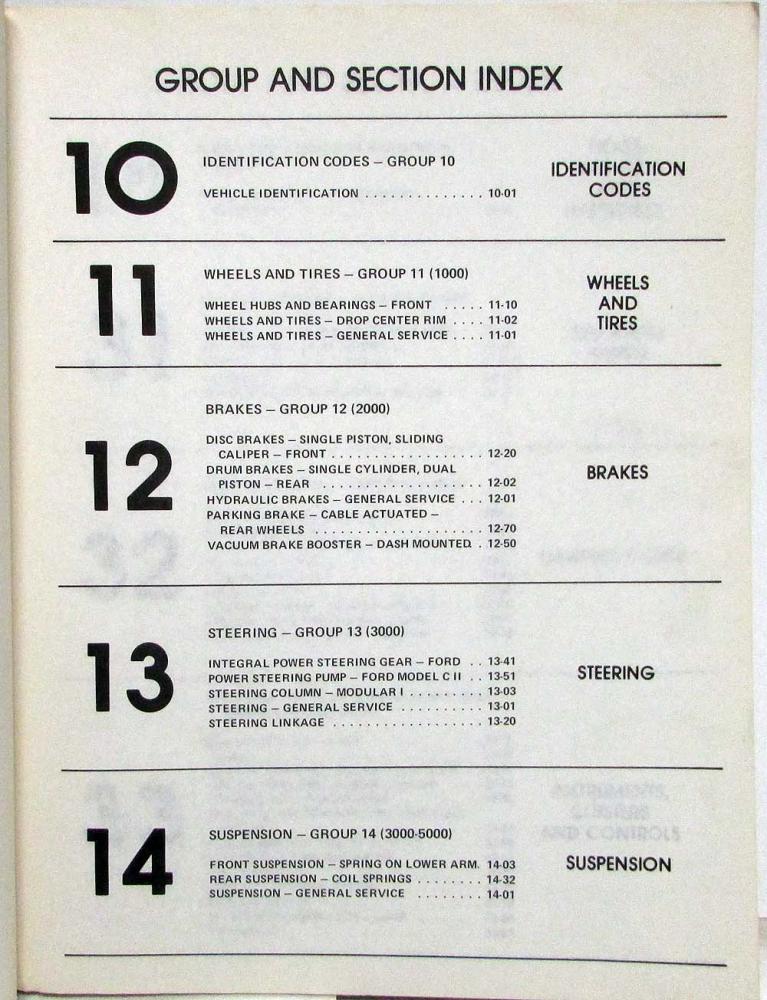 GROUP AND SECTION INDEX
10
IDENTIFICATION CODES – GROUP 10
VEHICLE IDENTIFICATION . . . . . . . . . . . . . . 10-01
IDENTIFICATION
CODES
11
WHEELS AND TIRES – GROUP 11 (1000)
WHEEL HUBS AND BEARINGS – FRONT . . . . . 11-10
WHEELS AND TIRES – DROP CENTER RIM . . . . 11-02
WHEELS AND TIRES – GENERAL SERVICE . . . . 11-01
WHEELS
AND
TIRES
12
BRAKES – GROUP 12 (2000)
DISC BRAKES – SINGLE PISTON, SLIDING
CALIPER – FRONT . . . . . . . . . . . . . . . . . . 12-20
DRUM BRAKES – SINGLE CYLINDER, DUAL
PISTON – REAR . . . . . . . . . . . . . . . . . . . 12-02
HYDRAULIC BRAKES – GENERAL SERVICE . . . 12-01
PARKING BRAKE – CABLE ACTUATED –
REAR WHEELS . . . . . . . . . . . . . . . . . . . . 12-70
VACUUM BRAKE BOOSTER – DASH MOUNTED. . 12-50
BRAKES
13
STEERING – GROUP 13 (3000)
INTEGRAL POWER STEERING GEAR – FORD . . 13-41
POWER STEERING PUMP – FORD MODEL C II . . 13-51
STEERING COLUMN – MODULAR I . . . . . . . . . 13-03
STEERING – GENERAL SERVICE . . . . . . . . . . 13-01
STEERING LINKAGE . . . . . . . . . . . . . . . . . . 13-20
STEERING
14
SUSPENSION – GROUP 14 (3000-5000)
FRONT SUSPENSION – SPRING ON LOWER ARM. 14-03
REAR SUSPENSION – COIL SPRINGS . . . . . . . . 14-32
SUSPENSION – GENERAL SERVICE . . . . . . . . 14-01
SUSPENSION